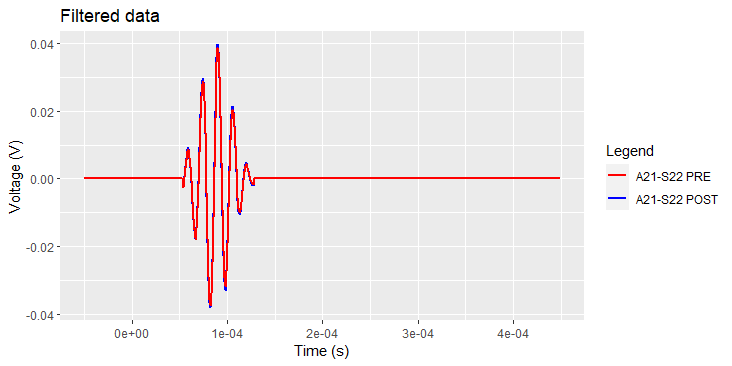 Filtered data
0.04
0.02
0.00
-0.02
-0.04
Voltage (V)
0e+00
1e-04
2e-04
3e-04
4e-04
Time (s)
Legend
A21-S22 PRE
A21-S22 POST